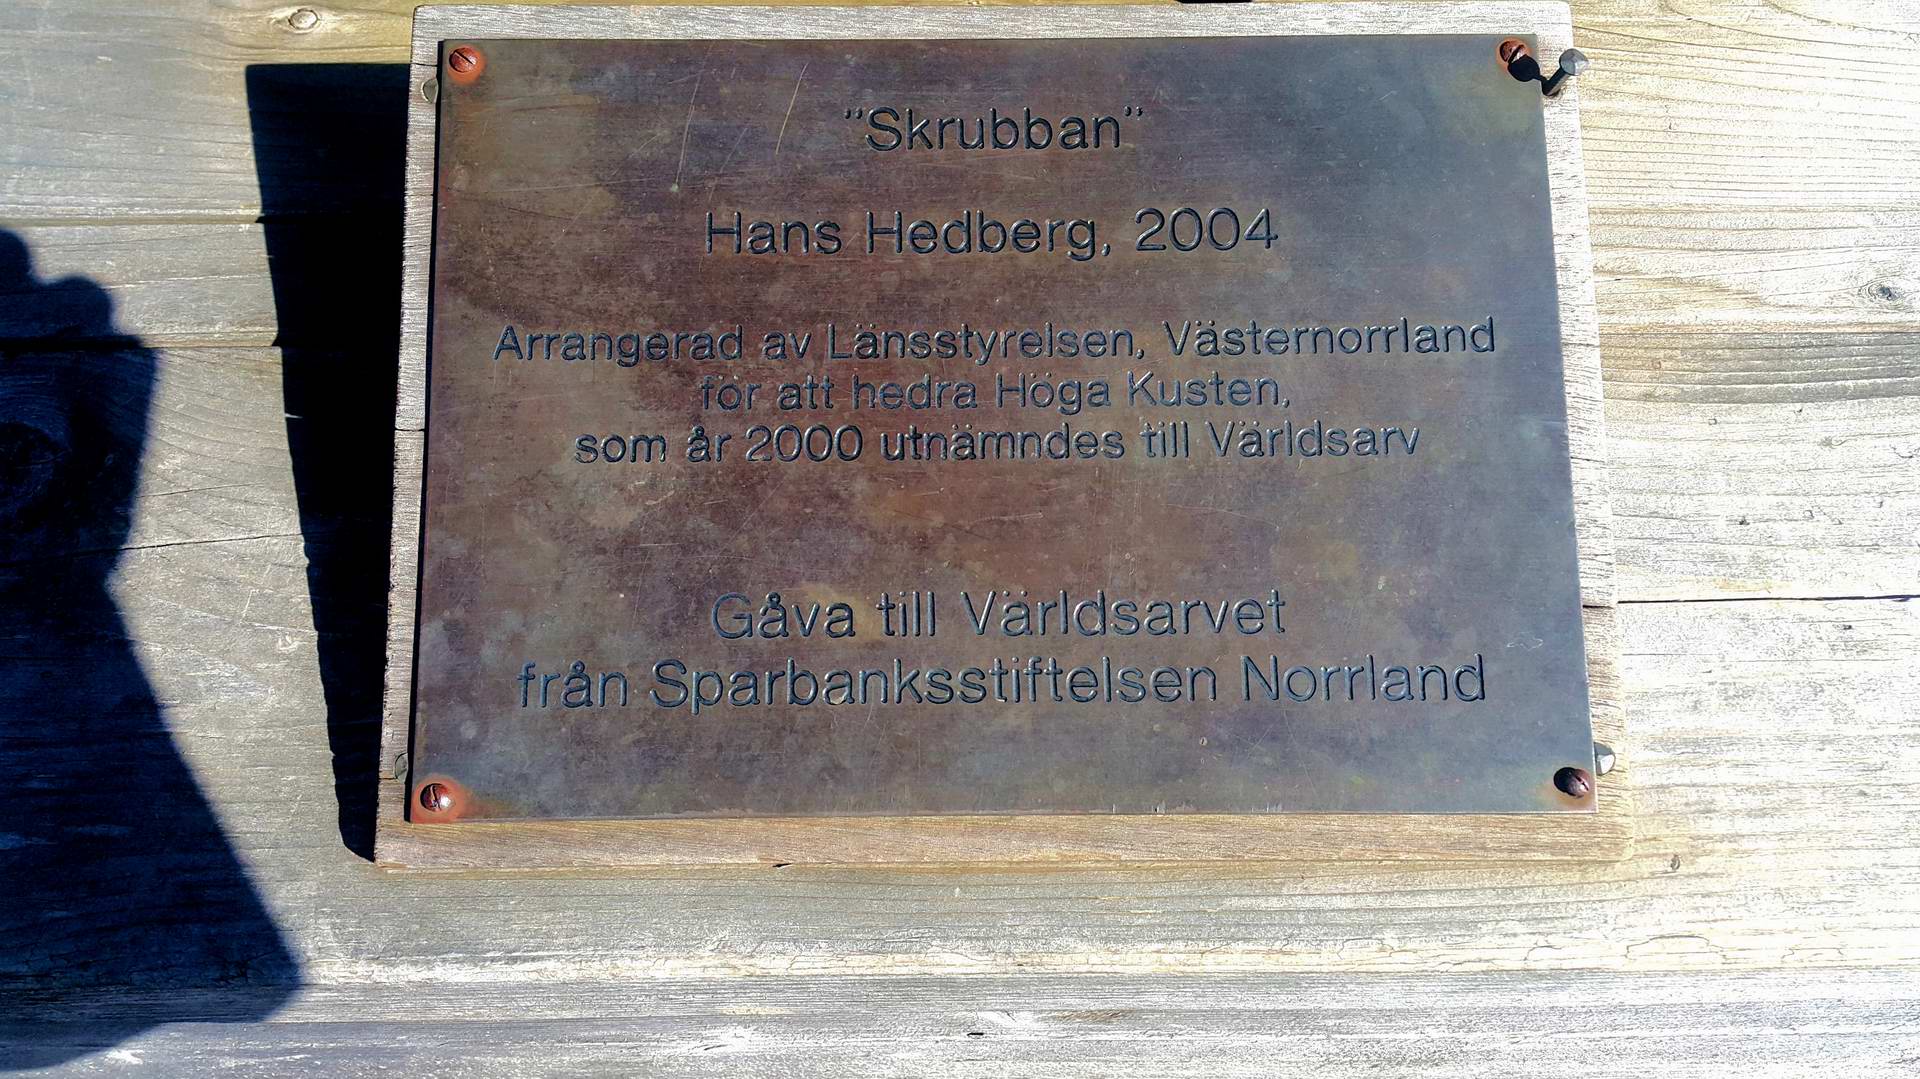 "Skrubban"
Hans Hedberg, 2004
Arrangerad av Länsstyrelsen, Västernorrland
för att hedra Höga Kusten,
som år 2000 utnämndes till Världsarv
Gåva till Världsarvet
från Sparbanksstiftelsen Norrland